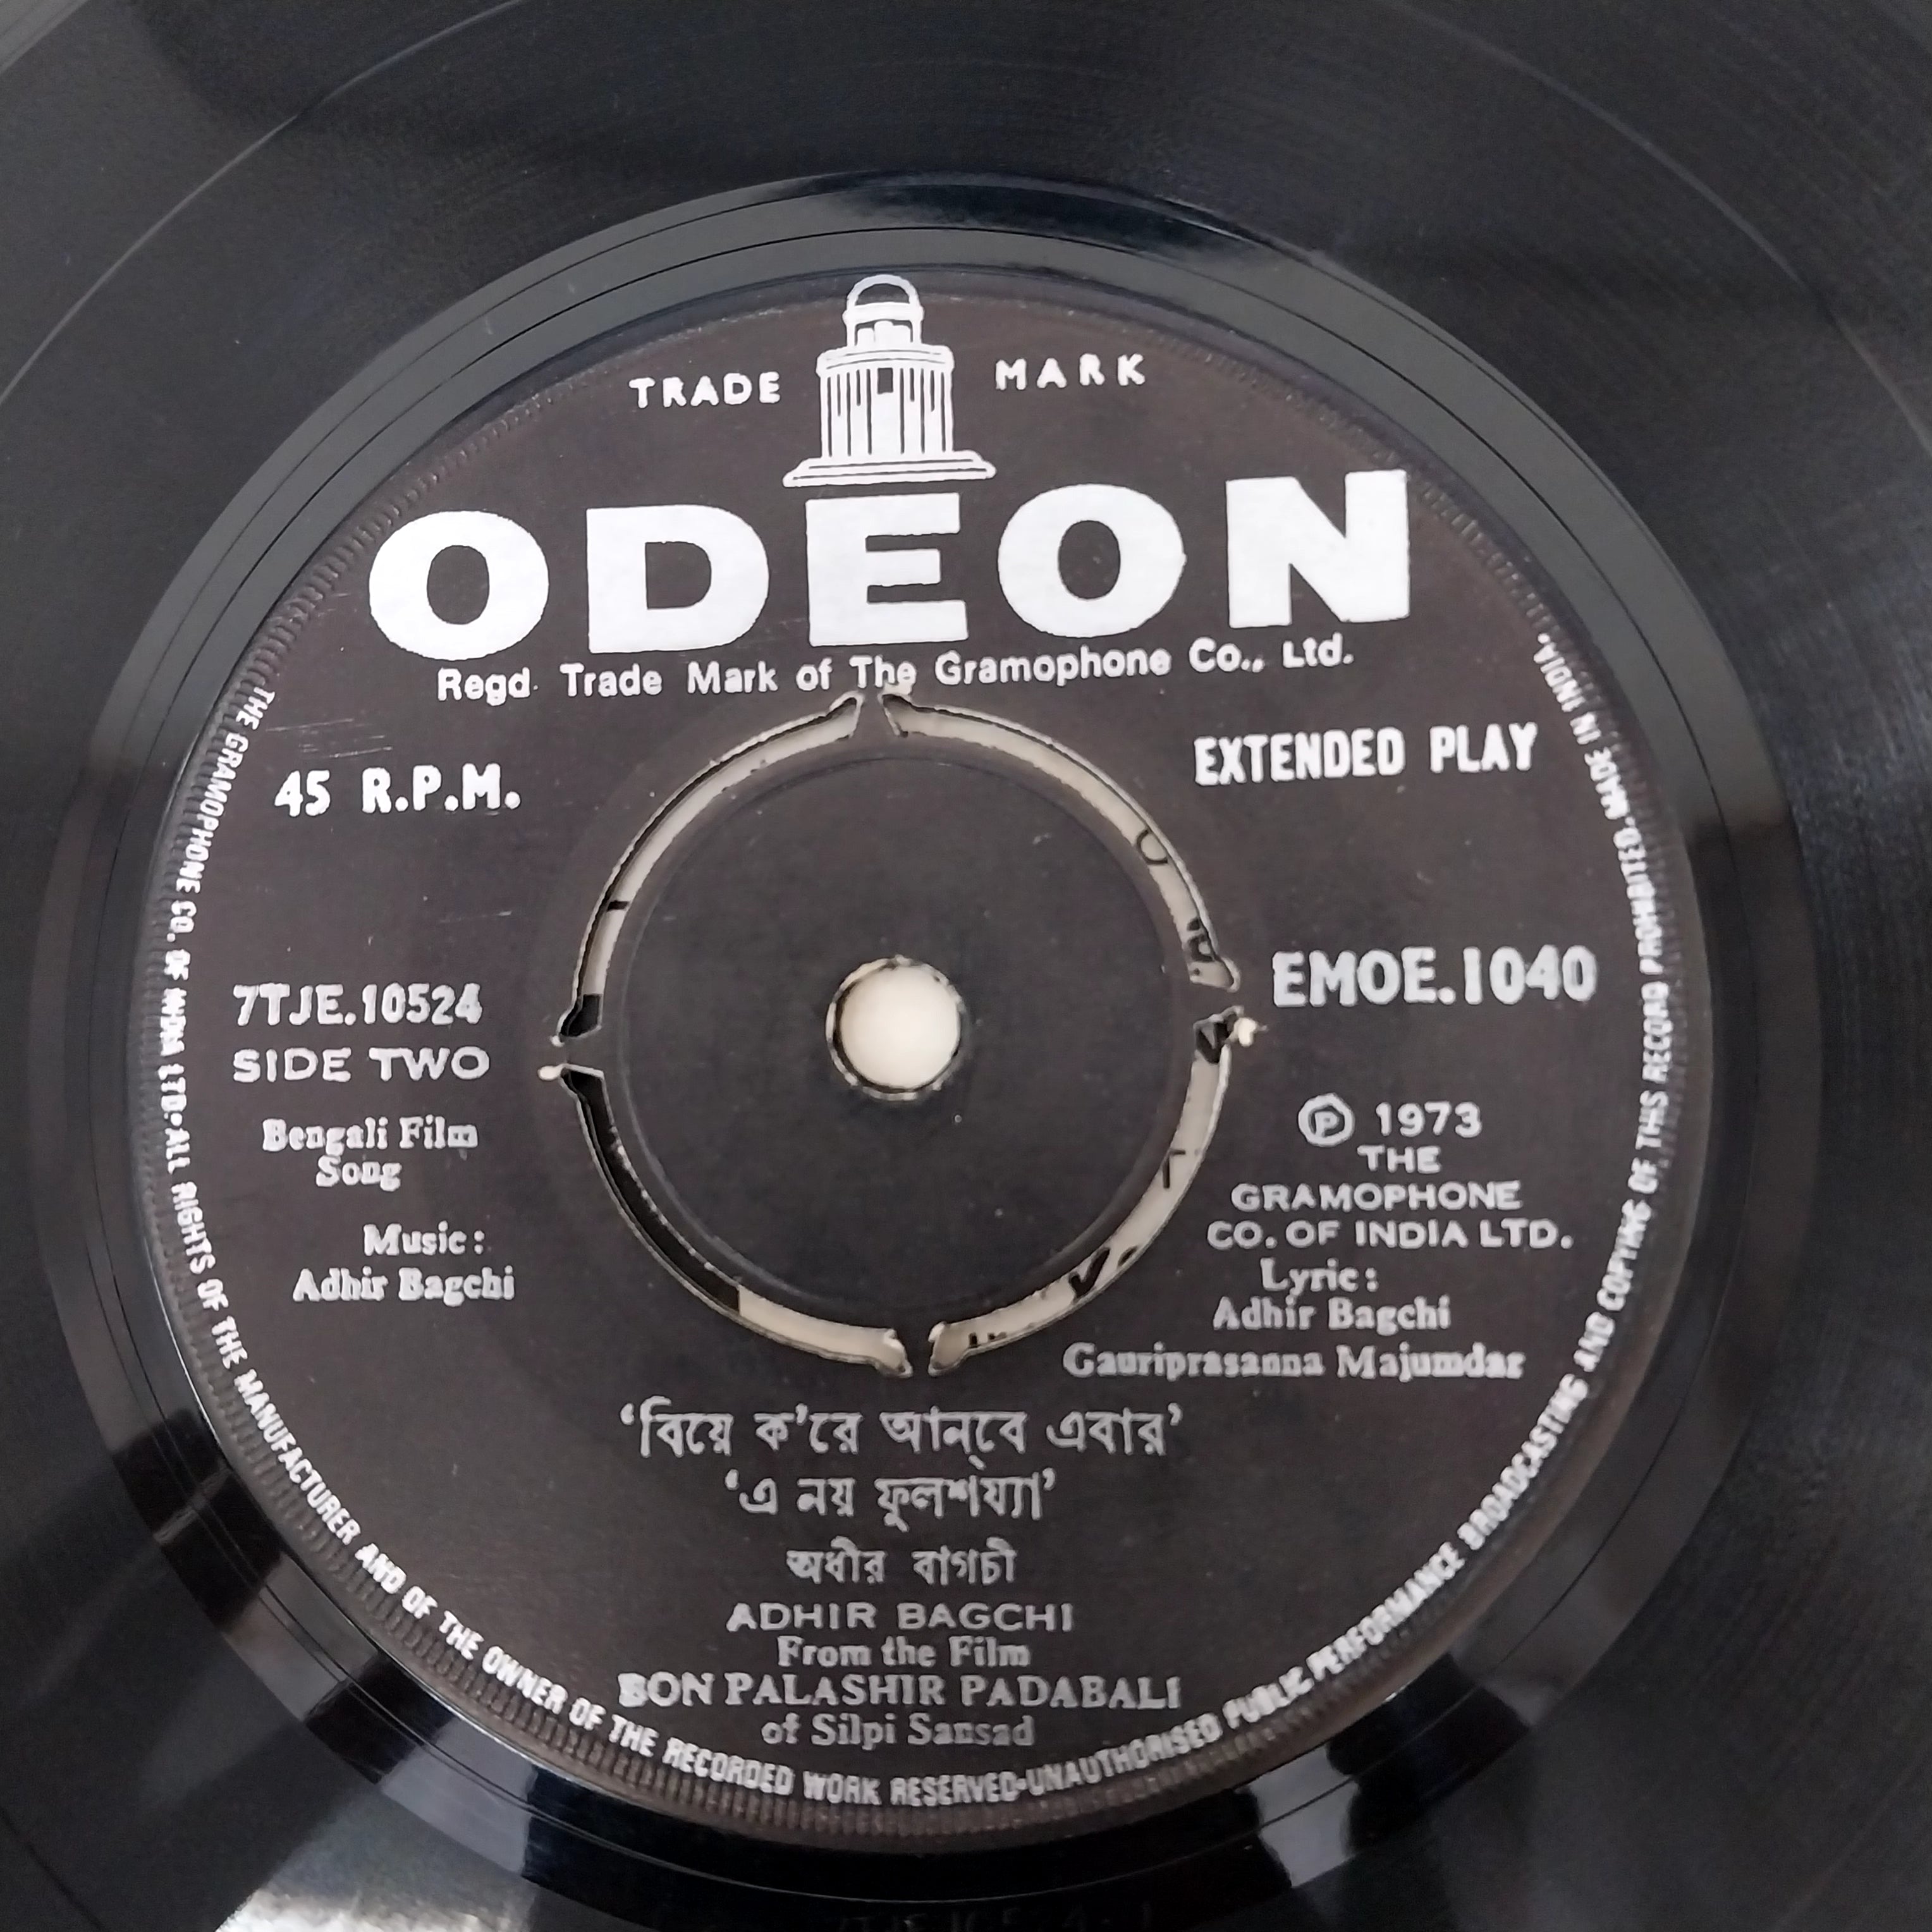 TRADE MARK
ODEON
Regd. Trade Mark of The Gramophone Co., Ltd.
45 R.P.M.
EXTENDED PLAY
7TJE.10524
SIDE TWO
Bengali Film
Song
Music :
Adhir Bagchi
EMOE.1040
Ⓟ 1973
THE
GRAMOPHONE
CO. OF INDIA LTD.
Lyric :
Adhir Bagchi
Gauriprasanna Majumdar
‘বিয়ে ক’রে আন্‌বে এবার’
‘এ নয় ফুলশয্যা’
অধীর বাগচী
ADHIR BAGCHI
From the Film
BON PALASHIR PADABALI
of Silpi Sansad
THE GRAMOPHONE CO. OF INDIA LTD.·ALL RIGHTS OF THE MANUFACTURER AND OF THE OWNER OF THE RECORDED WORK RESERVED·UNAUTHORISED PUBLIC PERFORMANCE BROADCASTING AND COPYING OF THIS RECORD PROHIBITED·MADE IN INDIA.